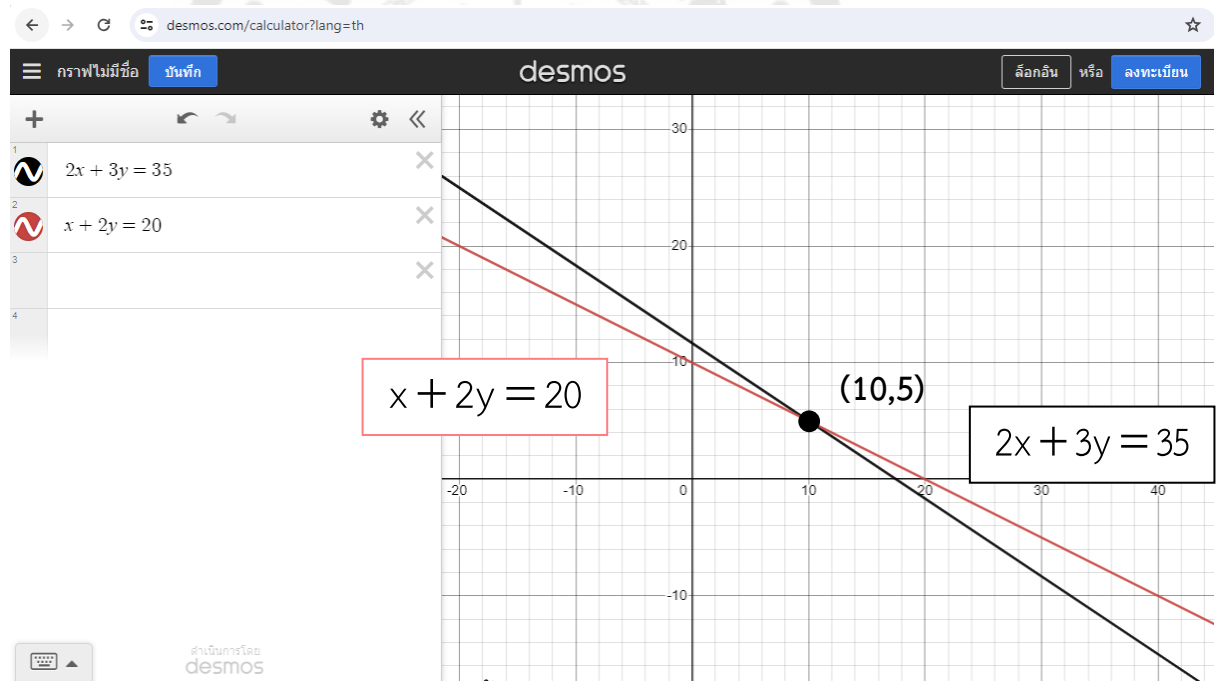 desmos.com/calculator?lang=th
กราฟไม่มีชื่อ
บันทึก
desmos
ล็อกอิน
หรือ
ลงทะเบียน
1
2x + 3y = 35
2
x + 2y = 20
3
4
30
20
10
x + 2y = 20
(10,5)
2x + 3y = 35
-20 -10 0 10 20 30 40
-10
ดำเนินการโดย
desmos